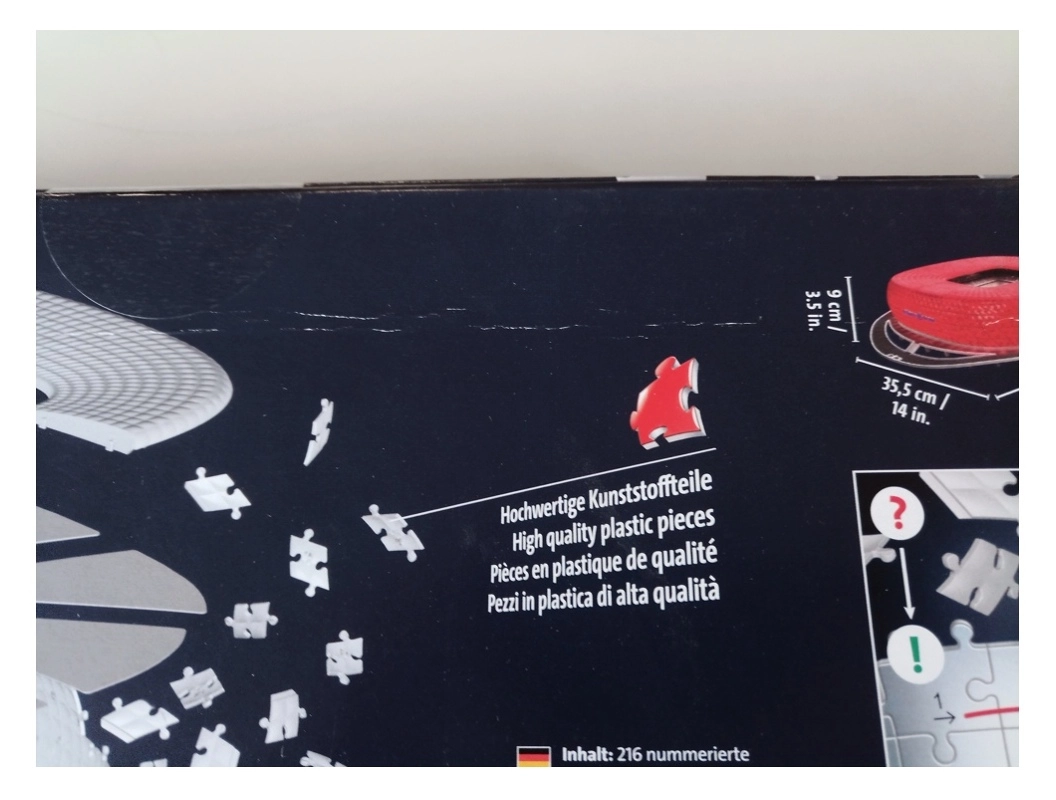 9 cm /
3.5 in.
35,5 cm /
14 in.
Hochwertige Kunststoffteile
High quality plastic pieces
Pièces en plastique de qualité
Pezzi in plastica di alta qualità
?
!
1
Inhalt: 216 nummerierte